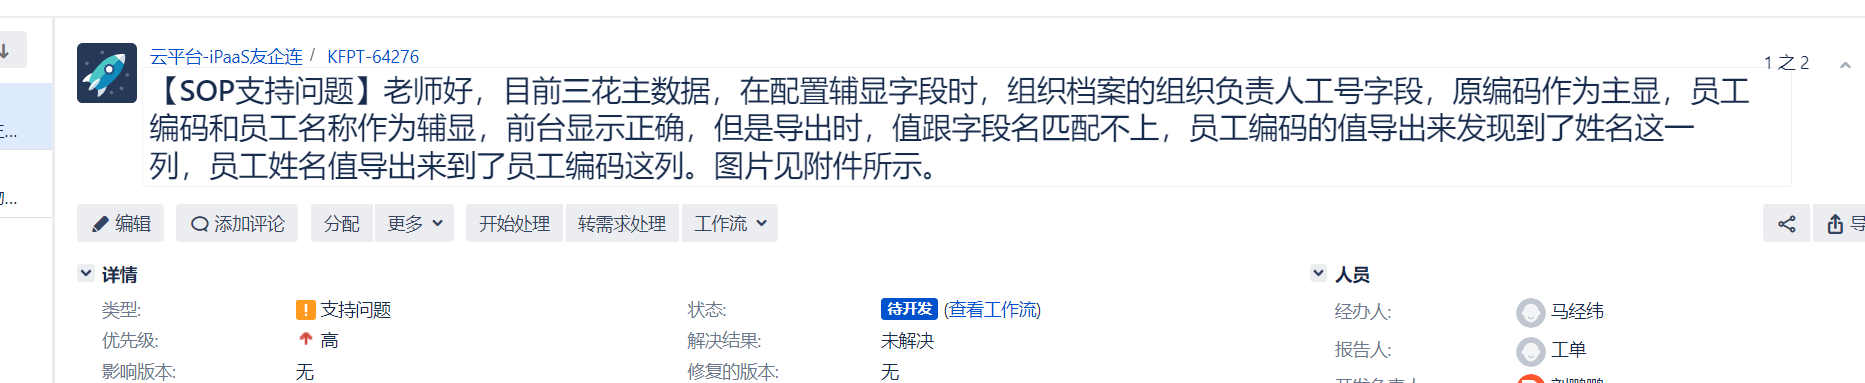 云平台-iPaaS友企连 / KFPT-64276
1 之 2
【SOP支持问题】老师好，目前三花主数据，在配置辅显字段时，组织档案的组织负责人工号字段，原编码作为主显，员工
编码和员工名称作为辅显，前台显示正确，但是导出时，值跟字段名匹配不上，员工编码的值导出来发现到了姓名这一
列，员工姓名值导出来到了员工编码这列。图片见附件所示。
编辑 添加评论 分配 更多 开始处理 转需求处理 工作流
详情 人员
类型: 支持问题 状态: 待开发 (查看工作流) 经办人: 马经纬
优先级: 高 解决结果: 未解决 报告人: 工单
影响版本: 无 修复的版本: 无